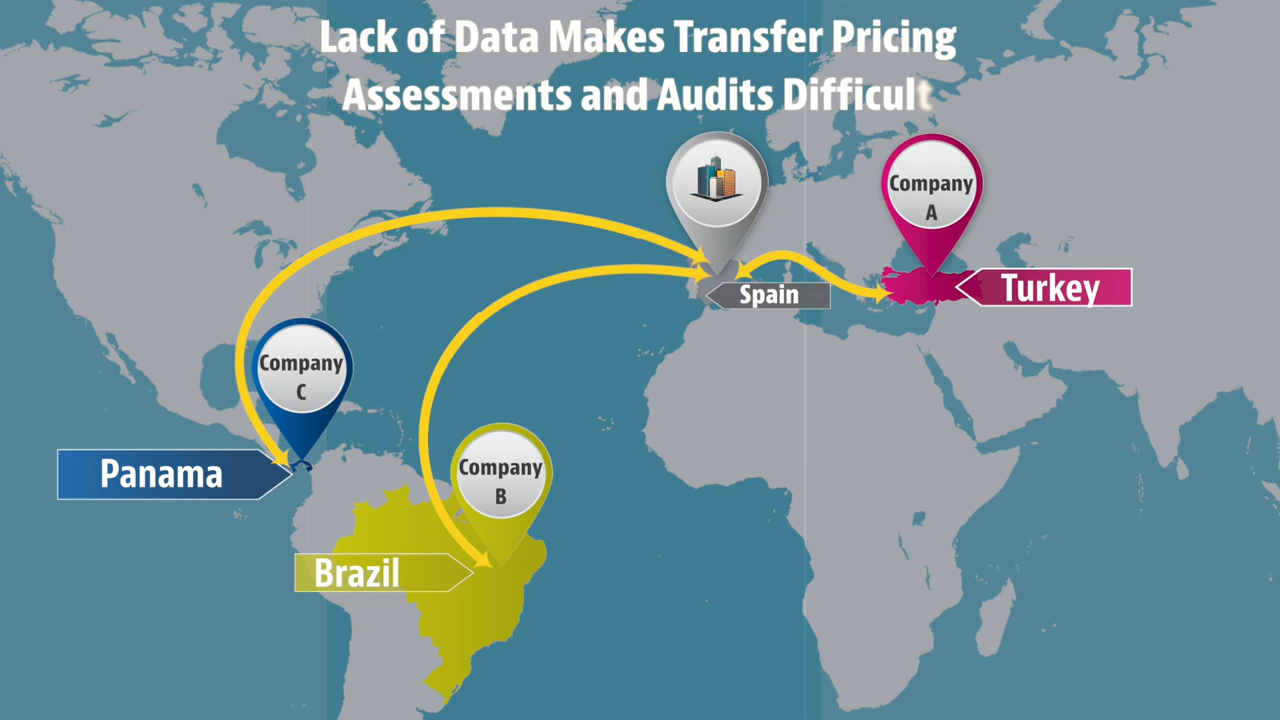 Lack of Data Makes Transfer Pricing
Assessments and Audits Difficult
Company
A
Turkey
Spain
Company
C
Panama
Company
B
Brazil